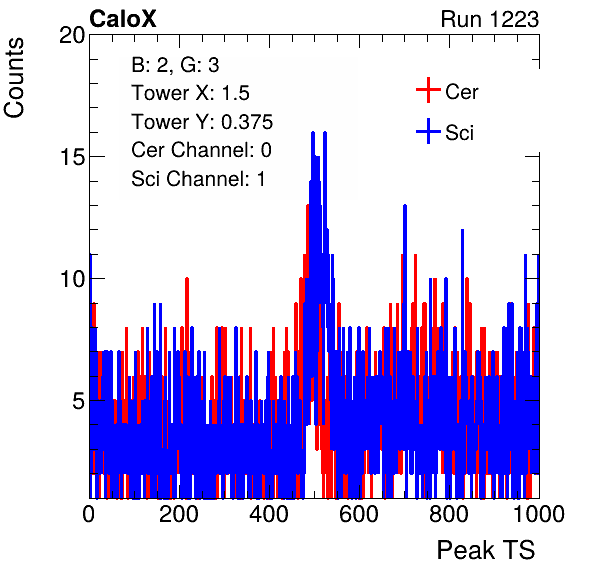 CaloX Run 1223
Counts
20
15
10
5
B: 2, G: 3
Tower X: 1.5
Tower Y: 0.375
Cer Channel: 0
Sci Channel: 1
Cer
Sci
0 200 400 600 800 1000
Peak TS